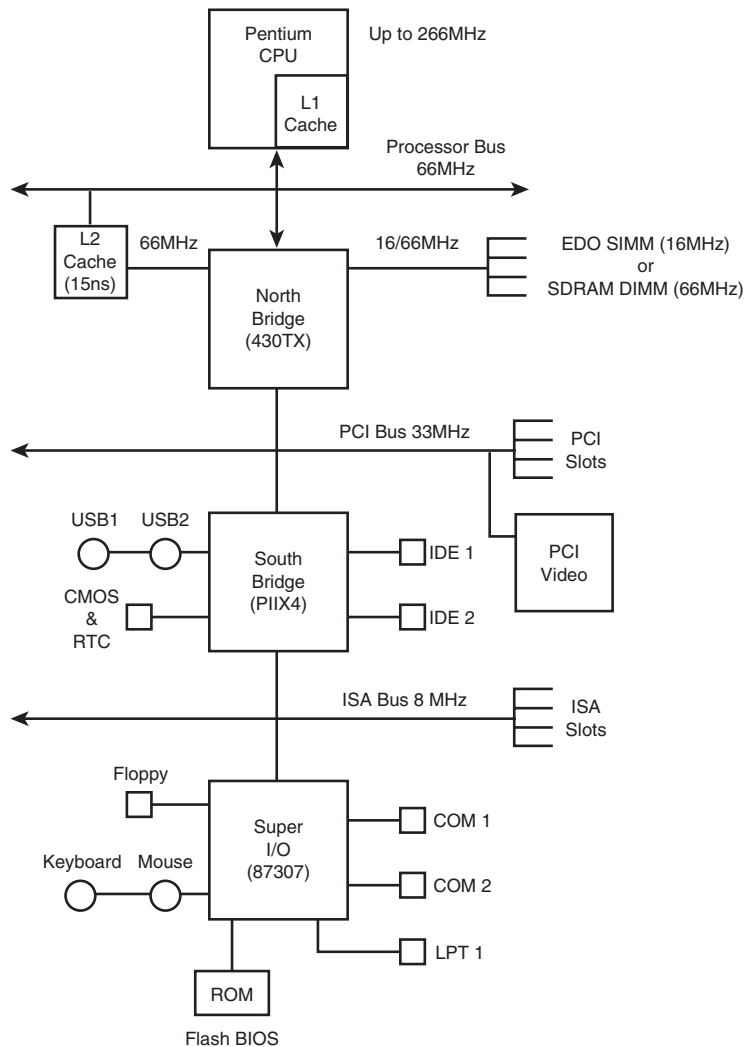 Pentium
CPU
Up to 266MHz
L1
Cache
Processor Bus
66MHz
L2
Cache
(15ns)
66MHz
16/66MHz
EDO SIMM (16MHz)
or
SDRAM DIMM (66MHz)
North
Bridge
(430TX)
PCI Bus 33MHz
PCI
Slots
USB1
USB2
South
Bridge
(PIIX4)
IDE 1
PCI
Video
CMOS
&
RTC
IDE 2
ISA Bus 8 MHz
ISA
Slots
Floppy
Super
I/O
(87307)
COM 1
Keyboard
Mouse
COM 2
LPT 1
ROM
Flash BIOS